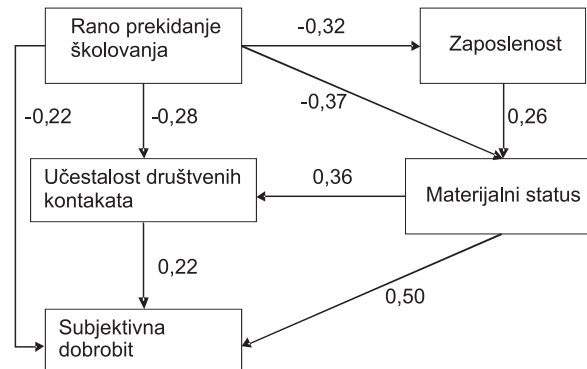 Rano prekidanje
školovanja
-0,32
Zaposlenost
-0,22
-0,28
-0,37
0,26
Učestalost društvenih
kontakata
0,36
Materijalni status
0,22
0,50
Subjektivna
dobrobit